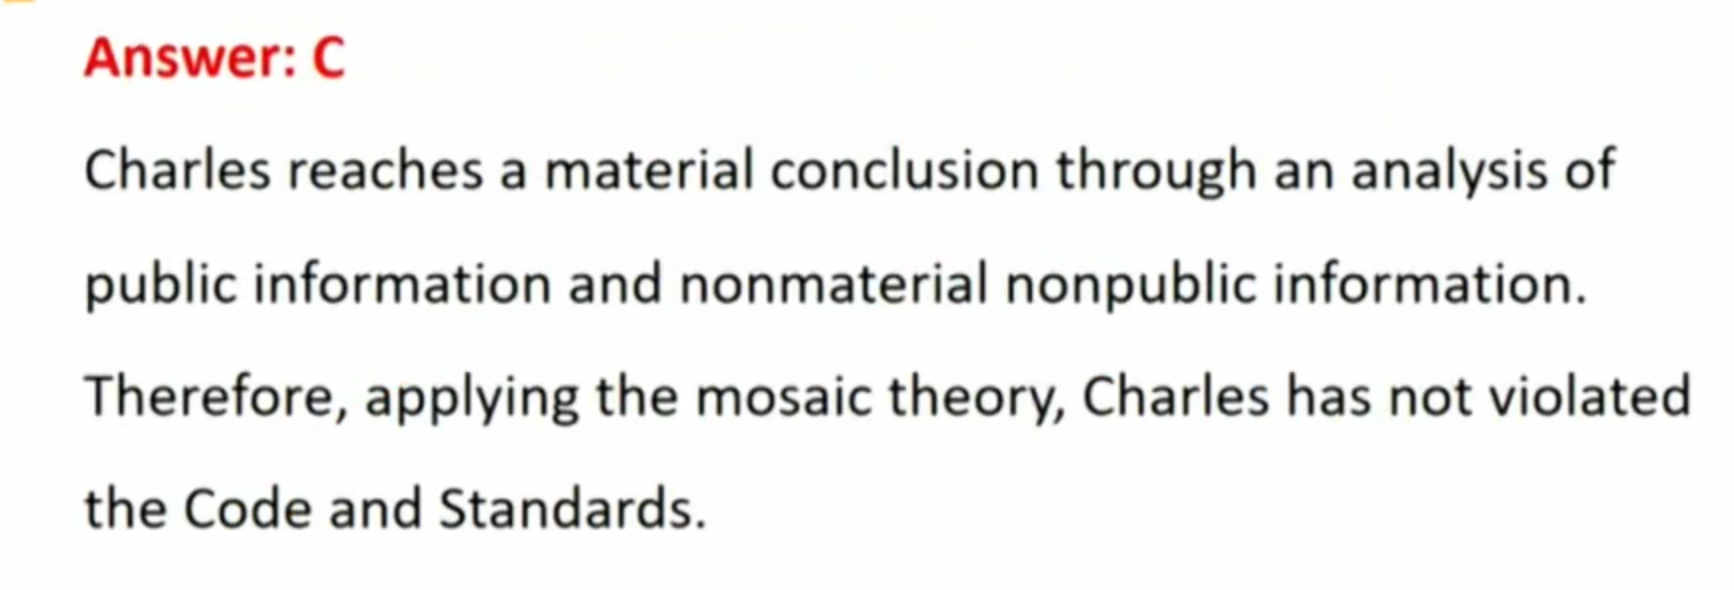 Answer: C
Charles reaches a material conclusion through an analysis of
public information and nonmaterial nonpublic information.
Therefore, applying the mosaic theory, Charles has not violated
the Code and Standards.